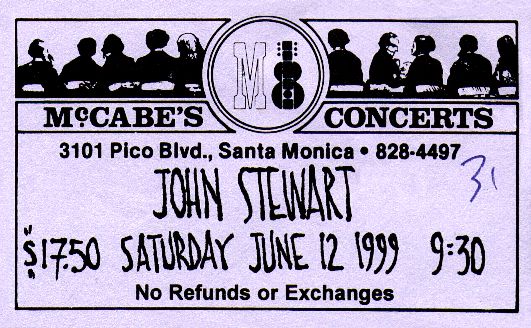 M8
McCABE'S CONCERTS
3101 Pico Blvd., Santa Monica • 828-4497
31
JOHN STEWART
$17.50 SATURDAY JUNE 12 1999 9:30
No Refunds or Exchanges